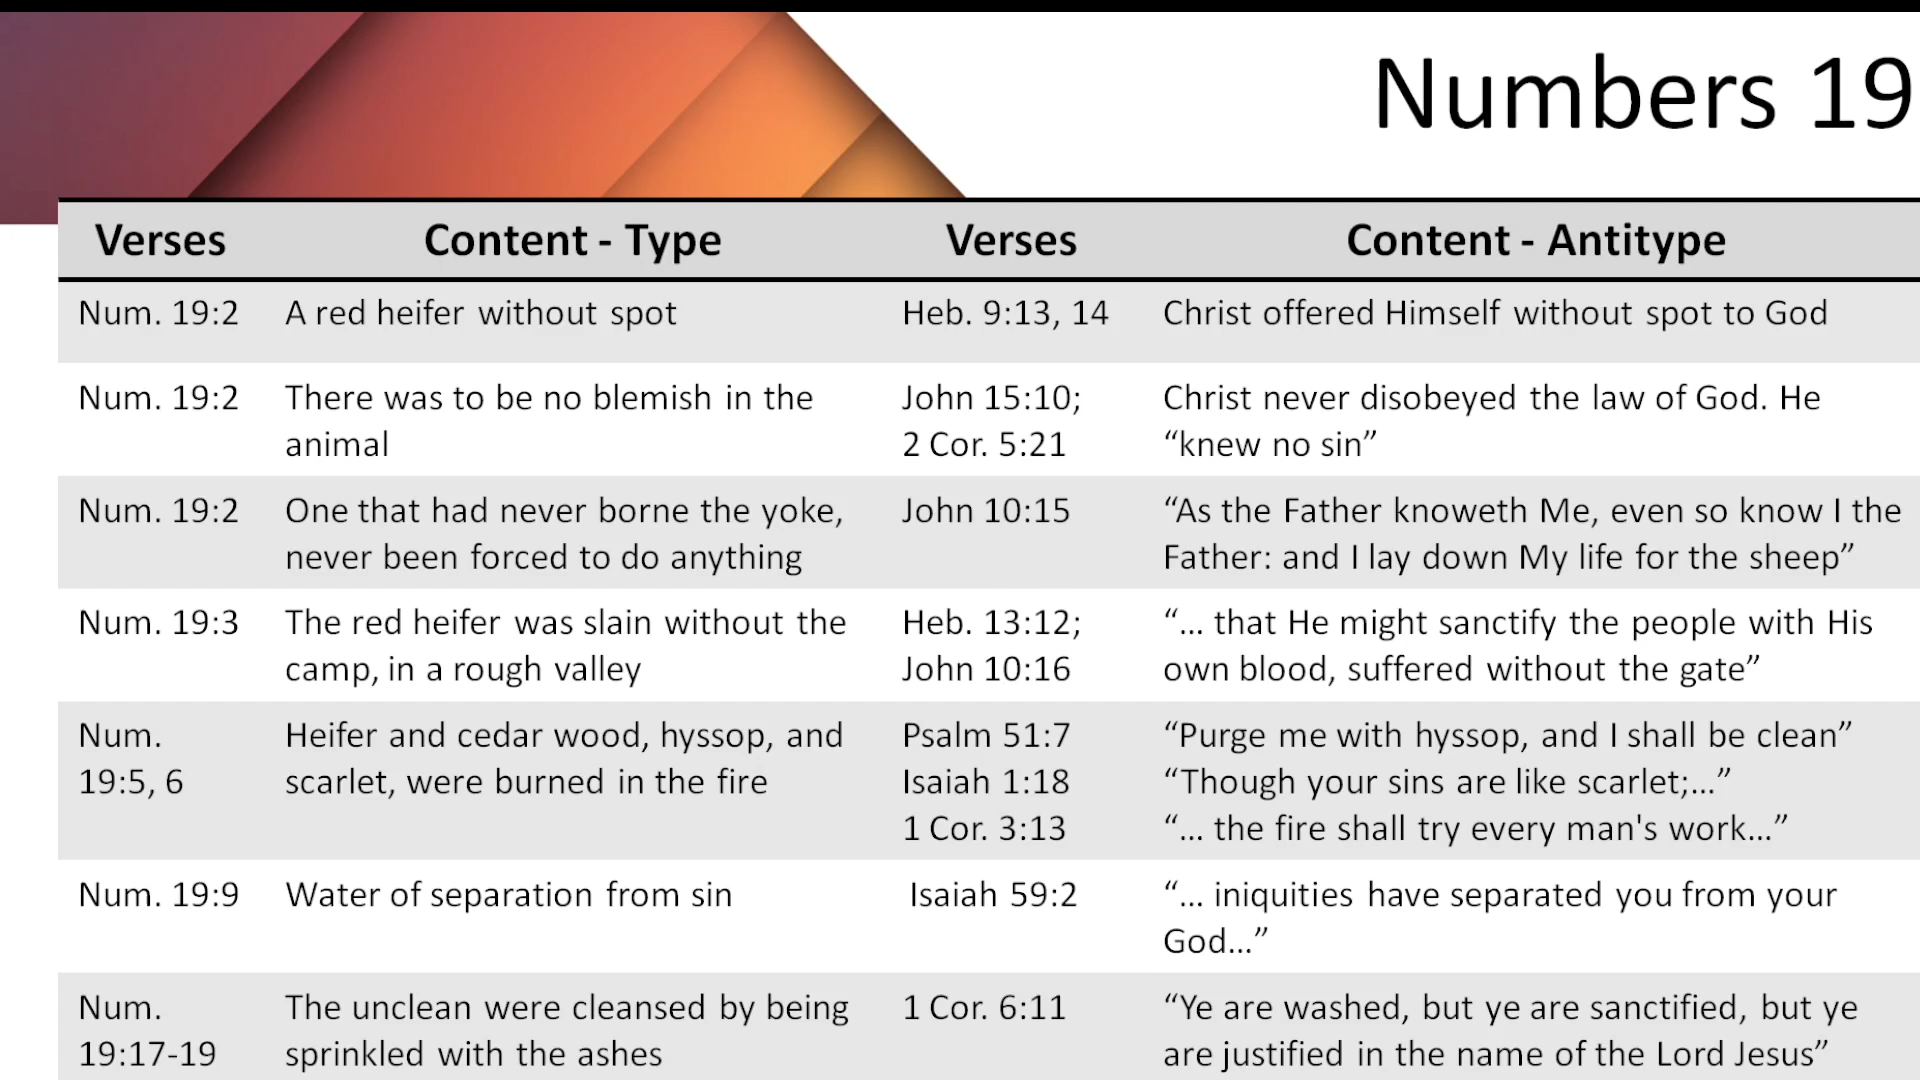 Numbers 19
Verses Content - Type Verses Content - Antitype
Num. 19:2 A red heifer without spot Heb. 9:13, 14 Christ offered Himself without spot to God
Num. 19:2 There was to be no blemish in the John 15:10; Christ never disobeyed the law of God. He
animal 2 Cor. 5:21 “knew no sin”
Num. 19:2 One that had never borne the yoke, John 10:15 “As the Father knoweth Me, even so know I the
never been forced to do anything Father: and I lay down My life for the sheep”
Num. 19:3 The red heifer was slain without the Heb. 13:12; “... that He might sanctify the people with His
camp, in a rough valley John 10:16 own blood, suffered without the gate”
Num. Heifer and cedar wood, hyssop, and Psalm 51:7 “Purge me with hyssop, and I shall be clean”
19:5, 6 scarlet, were burned in the fire Isaiah 1:18 “Though your sins are like scarlet;...”
1 Cor. 3:13 “... the fire shall try every man's work...”
Num. 19:9 Water of separation from sin Isaiah 59:2 “... iniquities have separated you from your
God...”
Num. The unclean were cleansed by being 1 Cor. 6:11 “Ye are washed, but ye are sanctified, but ye
19:17-19 sprinkled with the ashes are justified in the name of the Lord Jesus”